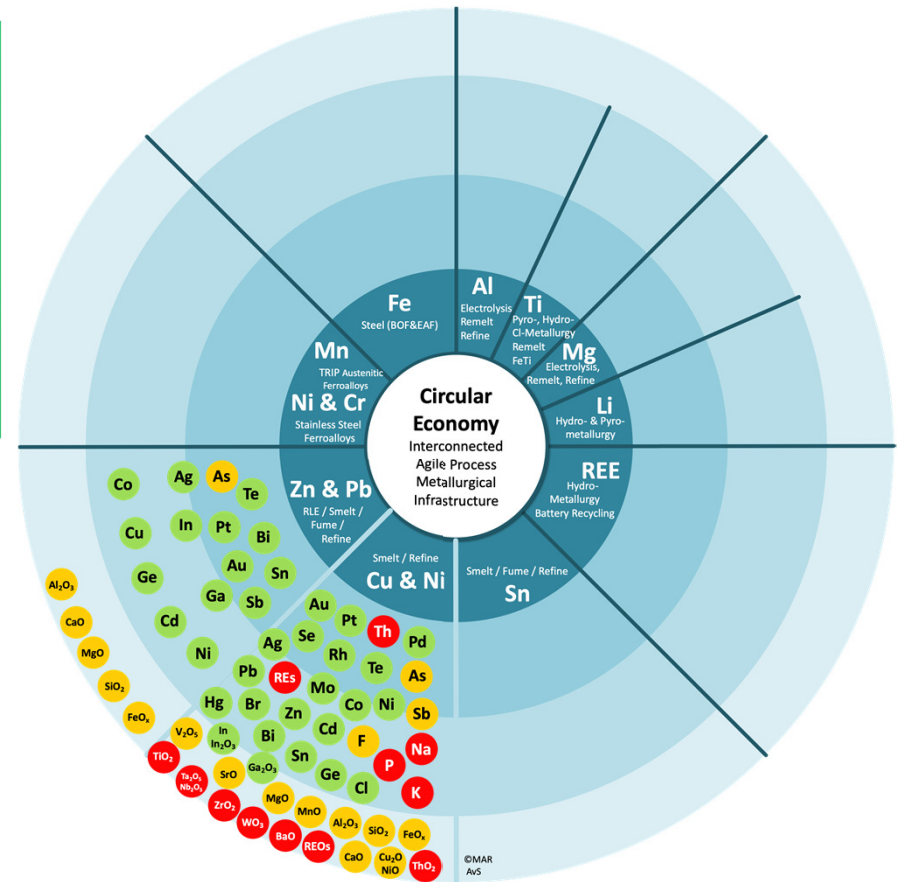 Fe
Steel (BOF&EAF)
Al
Electrolysis
Remelt
Refine
Ti
Pyro-, Hydro-
Cl-Metallurgy
Remelt
FeTi
Mg
Electrolysis,
Remelt, Refine
Mn
TRIP Austenitic
Ferroalloys
Ni & Cr
Stainless Steel
Ferroalloys
Li
Hydro- & Pyro-
metallurgy
Circular
Economy
Interconnected
Agile Process
Metallurgical
Infrastructure
REE
Hydro-
Metallurgy
Battery Recycling
Zn & Pb
RLE / Smelt /
Fume /
Refine
Smelt / Refine
Cu & Ni
Smelt / Fume / Refine
Sn
Co
Ag
As
Te
Cu
In
Pt
Bi
Ge
Au
Sn
Ga
Sb
Cd
Ni
Al₂O₃
CaO
MgO
SiO₂
FeOₓ
Au
Pt
Th
Pd
Ag
Se
Rh
Te
As
Pb
REs
Mo
Co
Ni
Sb
Hg
Br
Zn
Cd
F
Na
In
In₂O₃
Bi
Sn
P
V₂O₅
Ga₂O₃
Ge
Cl
K
TiO₂
SrO
Ta₂O₅
Nb₂O₅
MgO
MnO
Al₂O₃
SiO₂
FeOₓ
ZrO₂
WO₃
BaO
REOs
CaO
Cu₂O
NiO
ThO₂
©MAR
AvS